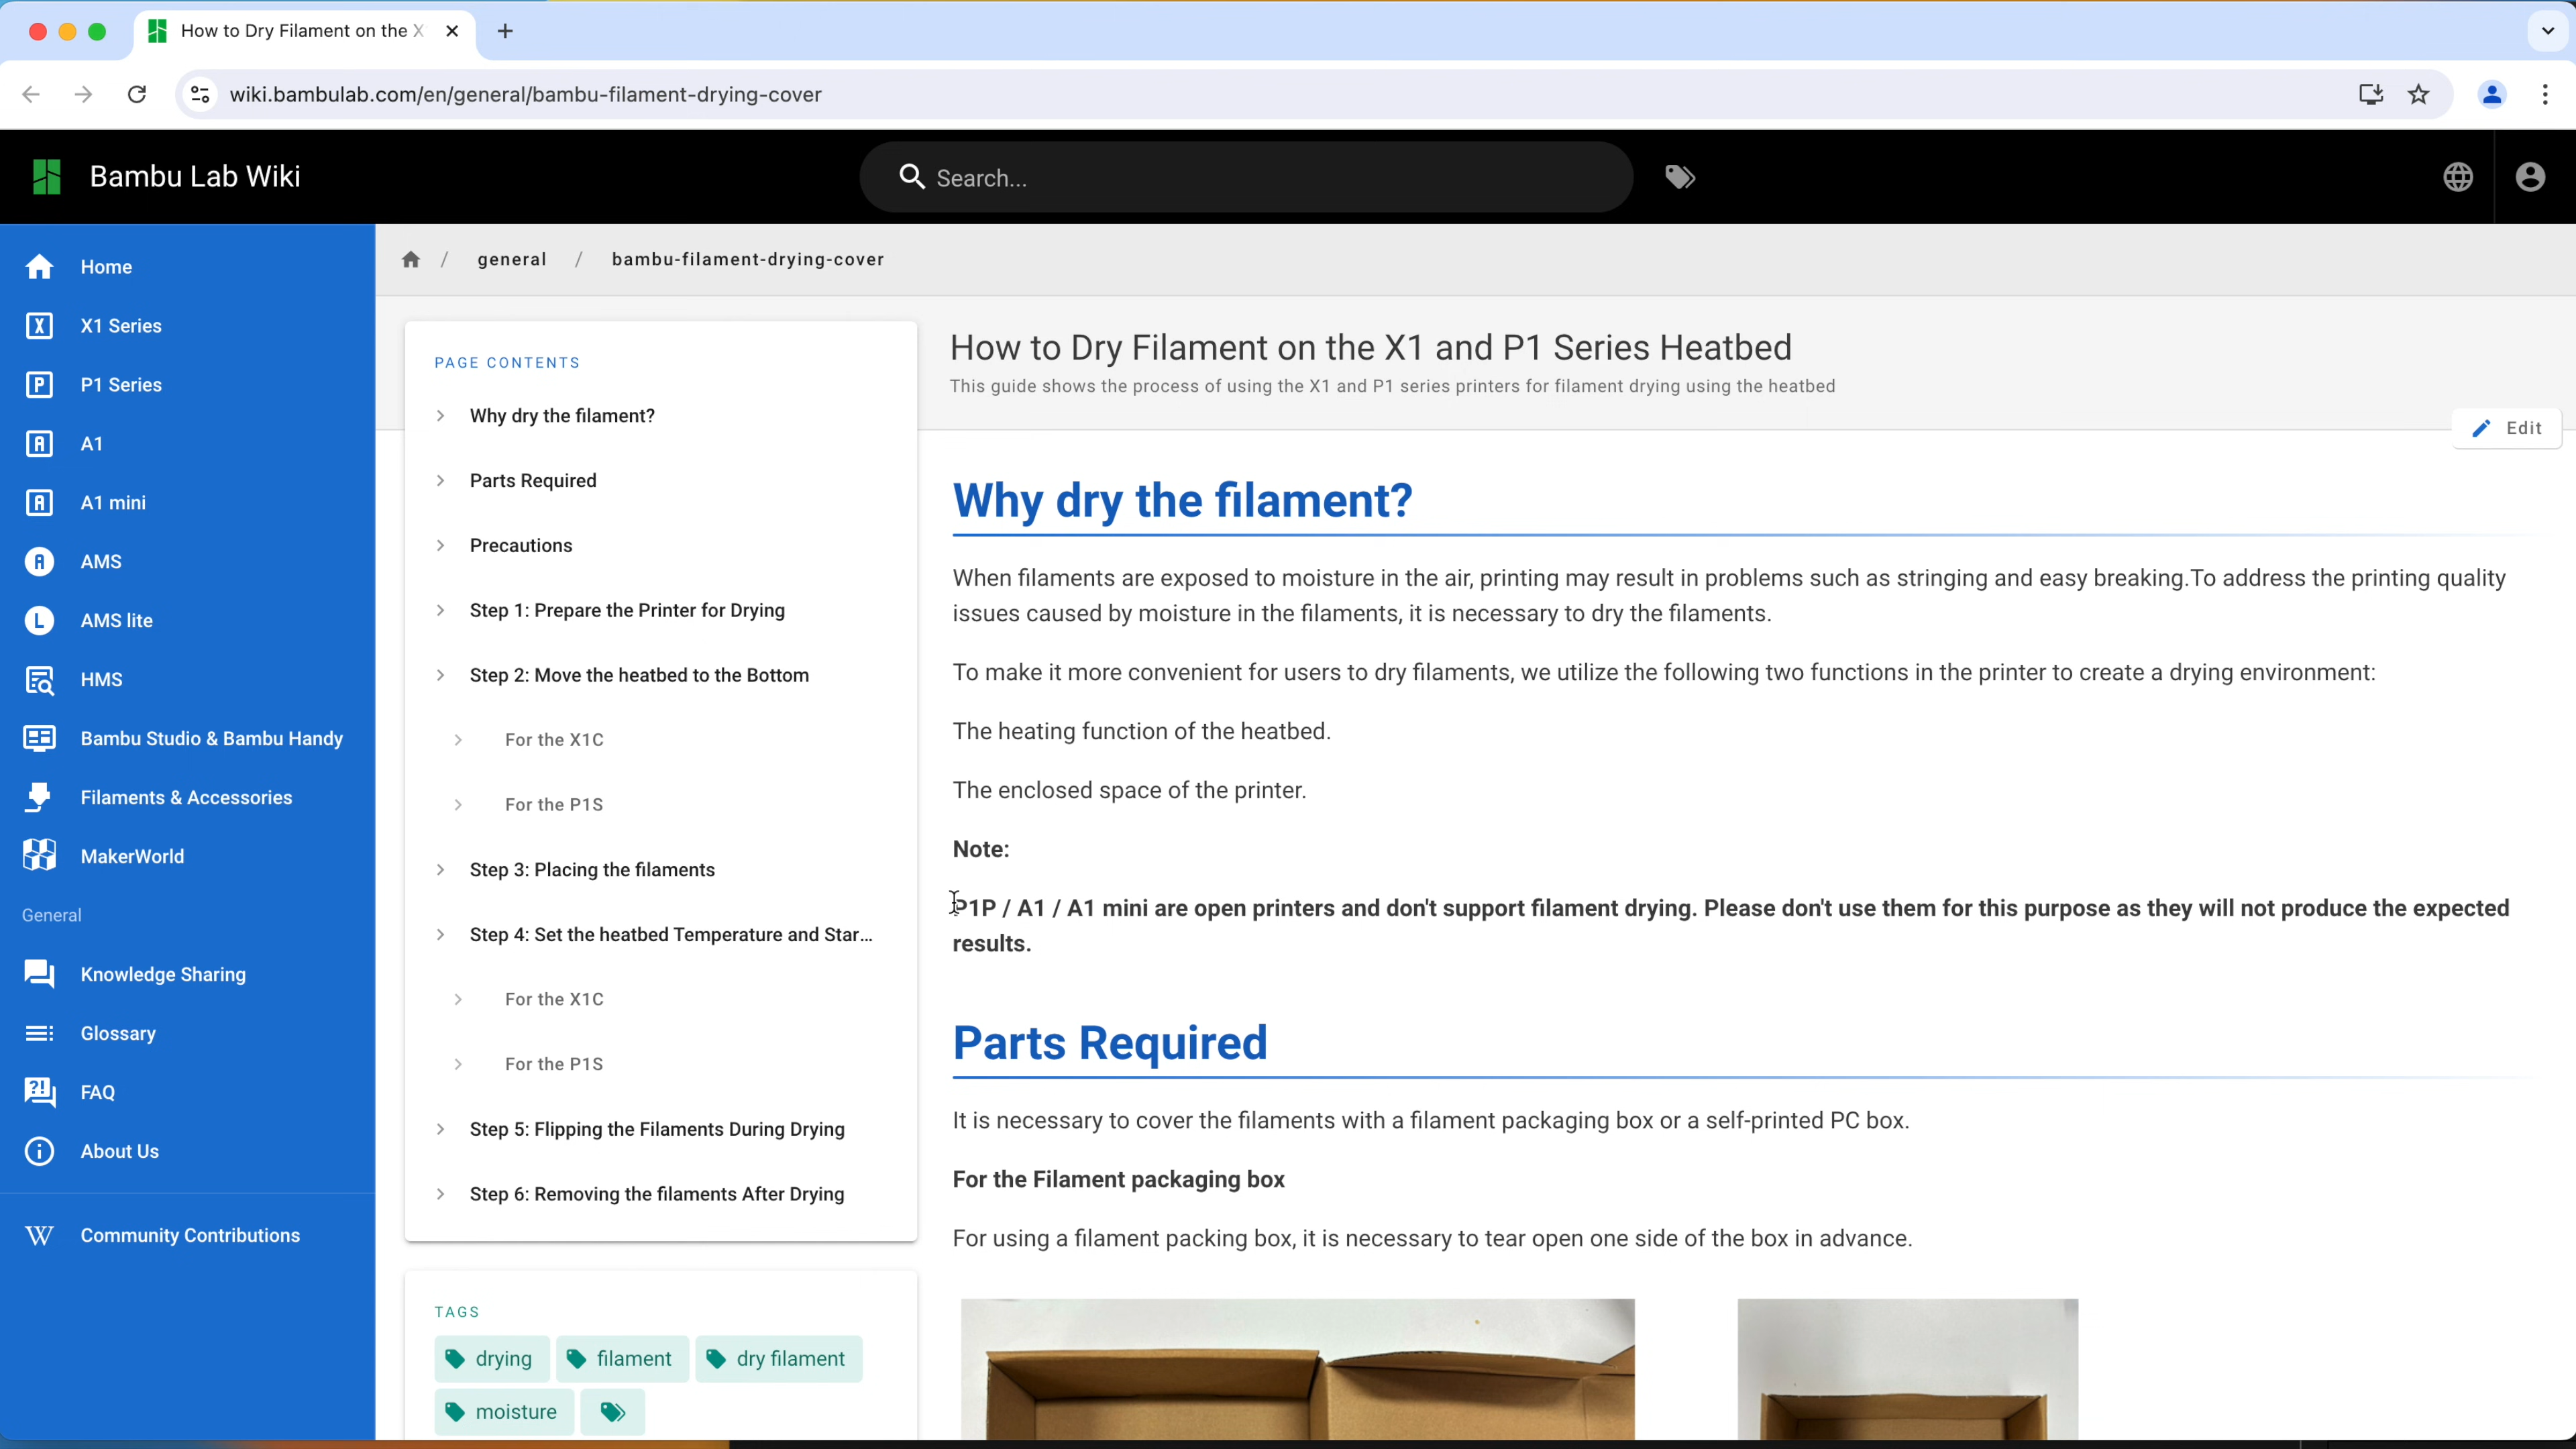 How to Dry Filament on the X
wiki.bambulab.com/en/general/bambu-filament-drying-cover
Bambu Lab Wiki
Search...
Home
X1 Series
P1 Series
A1
A1 mini
AMS
AMS lite
HMS
Bambu Studio & Bambu Handy
Filaments & Accessories
MakerWorld
General
Knowledge Sharing
Glossary
FAQ
About Us
Community Contributions
/ general / bambu-filament-drying-cover
PAGE CONTENTS
Why dry the filament?
Parts Required
Precautions
Step 1: Prepare the Printer for Drying
Step 2: Move the heatbed to the Bottom
For the X1C
For the P1S
Step 3: Placing the filaments
Step 4: Set the heatbed Temperature and Star...
For the X1C
For the P1S
Step 5: Flipping the Filaments During Drying
Step 6: Removing the filaments After Drying
TAGS
drying filament dry filament
moisture
How to Dry Filament on the X1 and P1 Series Heatbed
This guide shows the process of using the X1 and P1 series printers for filament drying using the heatbed
Edit
Why dry the filament?
When filaments are exposed to moisture in the air, printing may result in problems such as stringing and easy breaking.To address the printing quality
issues caused by moisture in the filaments, it is necessary to dry the filaments.
To make it more convenient for users to dry filaments, we utilize the following two functions in the printer to create a drying environment:
The heating function of the heatbed.
The enclosed space of the printer.
Note:
P1P / A1 / A1 mini are open printers and don't support filament drying. Please don't use them for this purpose as they will not produce the expected
results.
Parts Required
It is necessary to cover the filaments with a filament packaging box or a self-printed PC box.
For the Filament packaging box
For using a filament packing box, it is necessary to tear open one side of the box in advance.